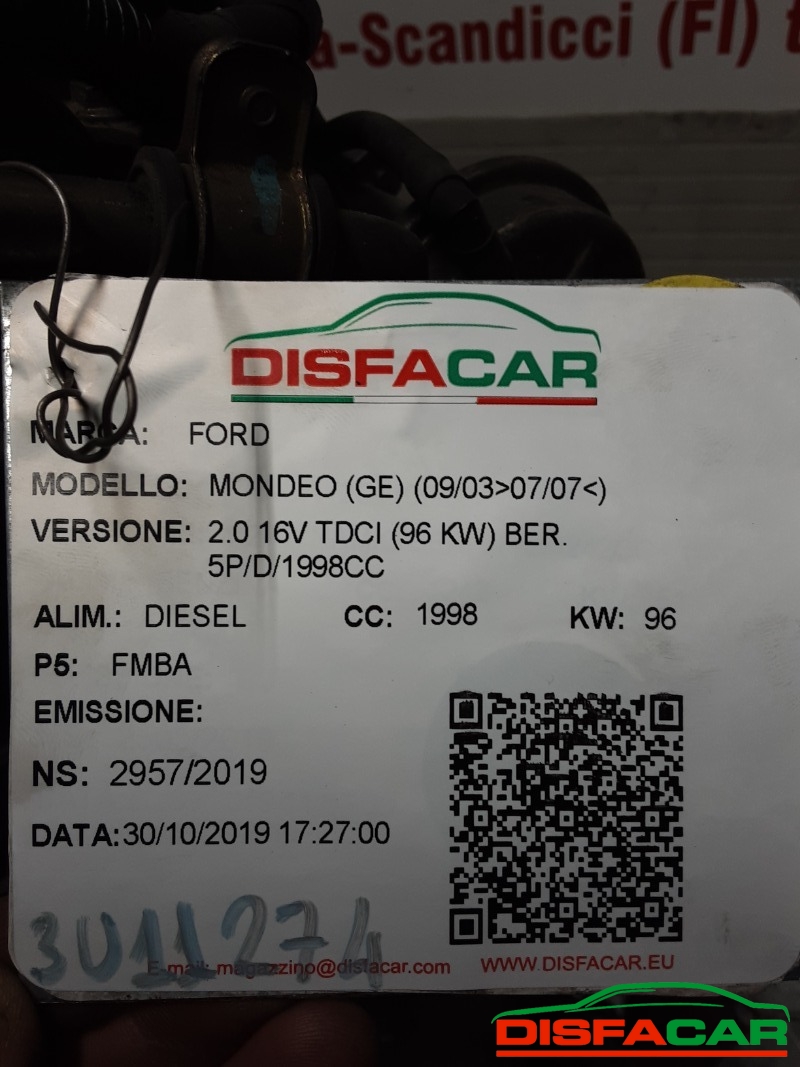 a-Scandicci (FI) t
DISFACAR
MARCA: FORD
MODELLO: MONDEO (GE) (09/03>07/07<)
VERSIONE: 2.0 16V TDCI (96 KW) BER.
5P/D/1998CC
ALIM.: DIESEL CC: 1998 KW: 96
P5: FMBA
EMISSIONE:
NS: 2957/2019
DATA:30/10/2019 17:27:00
3U11274
E-mail: magazzino@disfacar.com WWW.DISFACAR.EU
DISFACAR